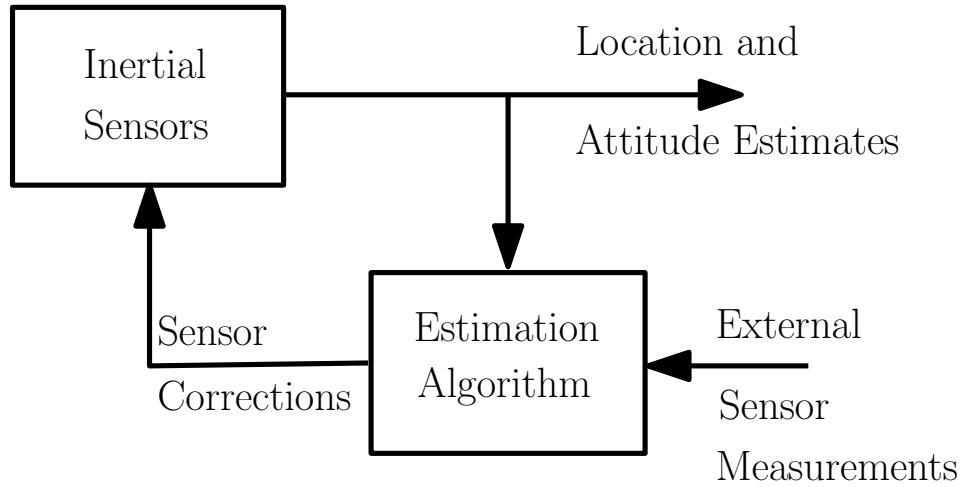 Inertial
Sensors
Location and
Attitude Estimates
Estimation
Algorithm
Sensor
Corrections
External
Sensor
Measurements